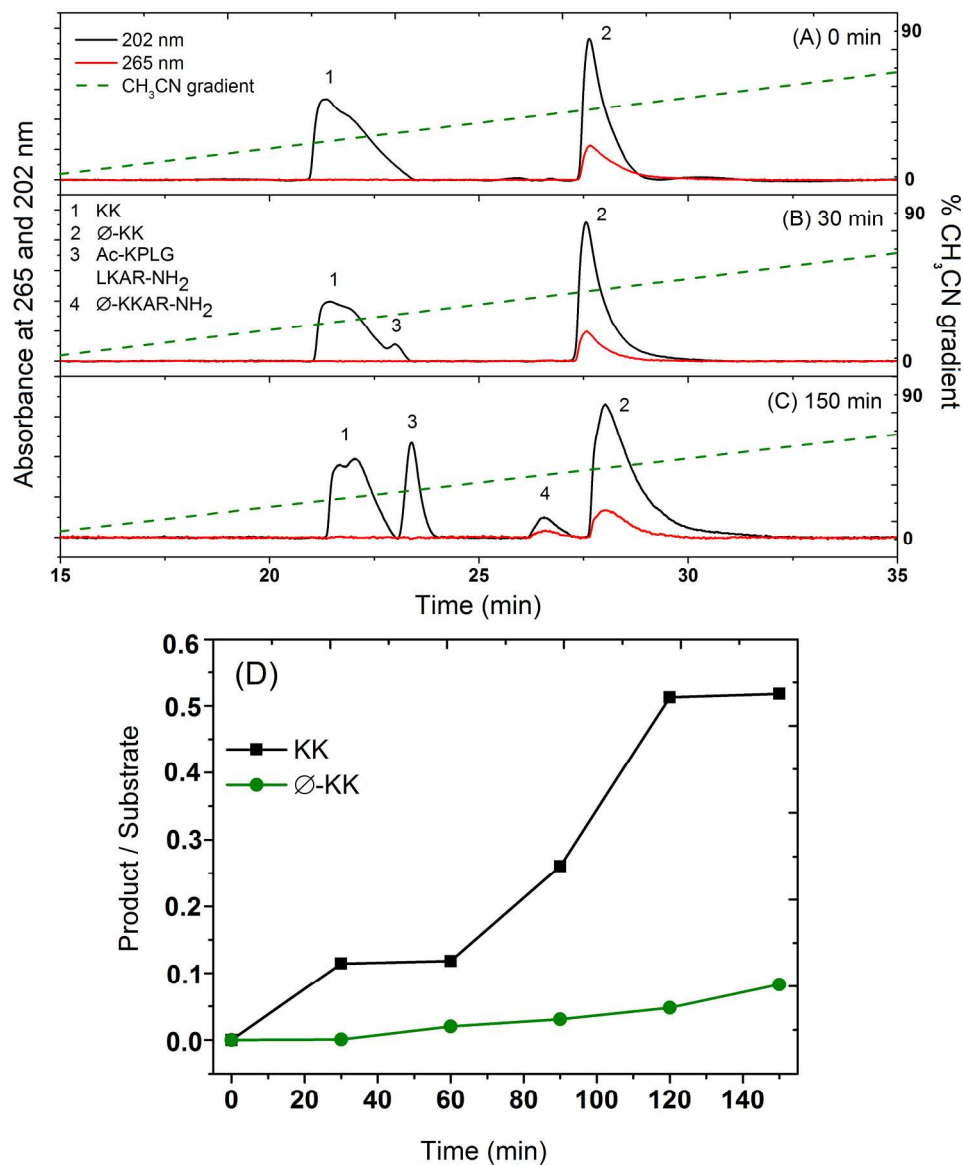 202 nm
265 nm
CH₃CN gradient
1
2
(A) 0 min
90
0
1 KK
2 Ø-KK
3 Ac-KPLG
LKAR-NH₂
4 Ø-KKAR-NH₂
1
3
2
(B) 30 min
90
0
1
3
4
2
(C) 150 min
90
0
Absorbance at 265 and 202 nm
% CH₃CN gradient
15 20 25 30 35
Time (min)
(D)
KK
Ø-KK
0.6
0.5
0.4
0.3
0.2
0.1
0.0
Product / Substrate
0 20 40 60 80 100 120 140
Time (min)